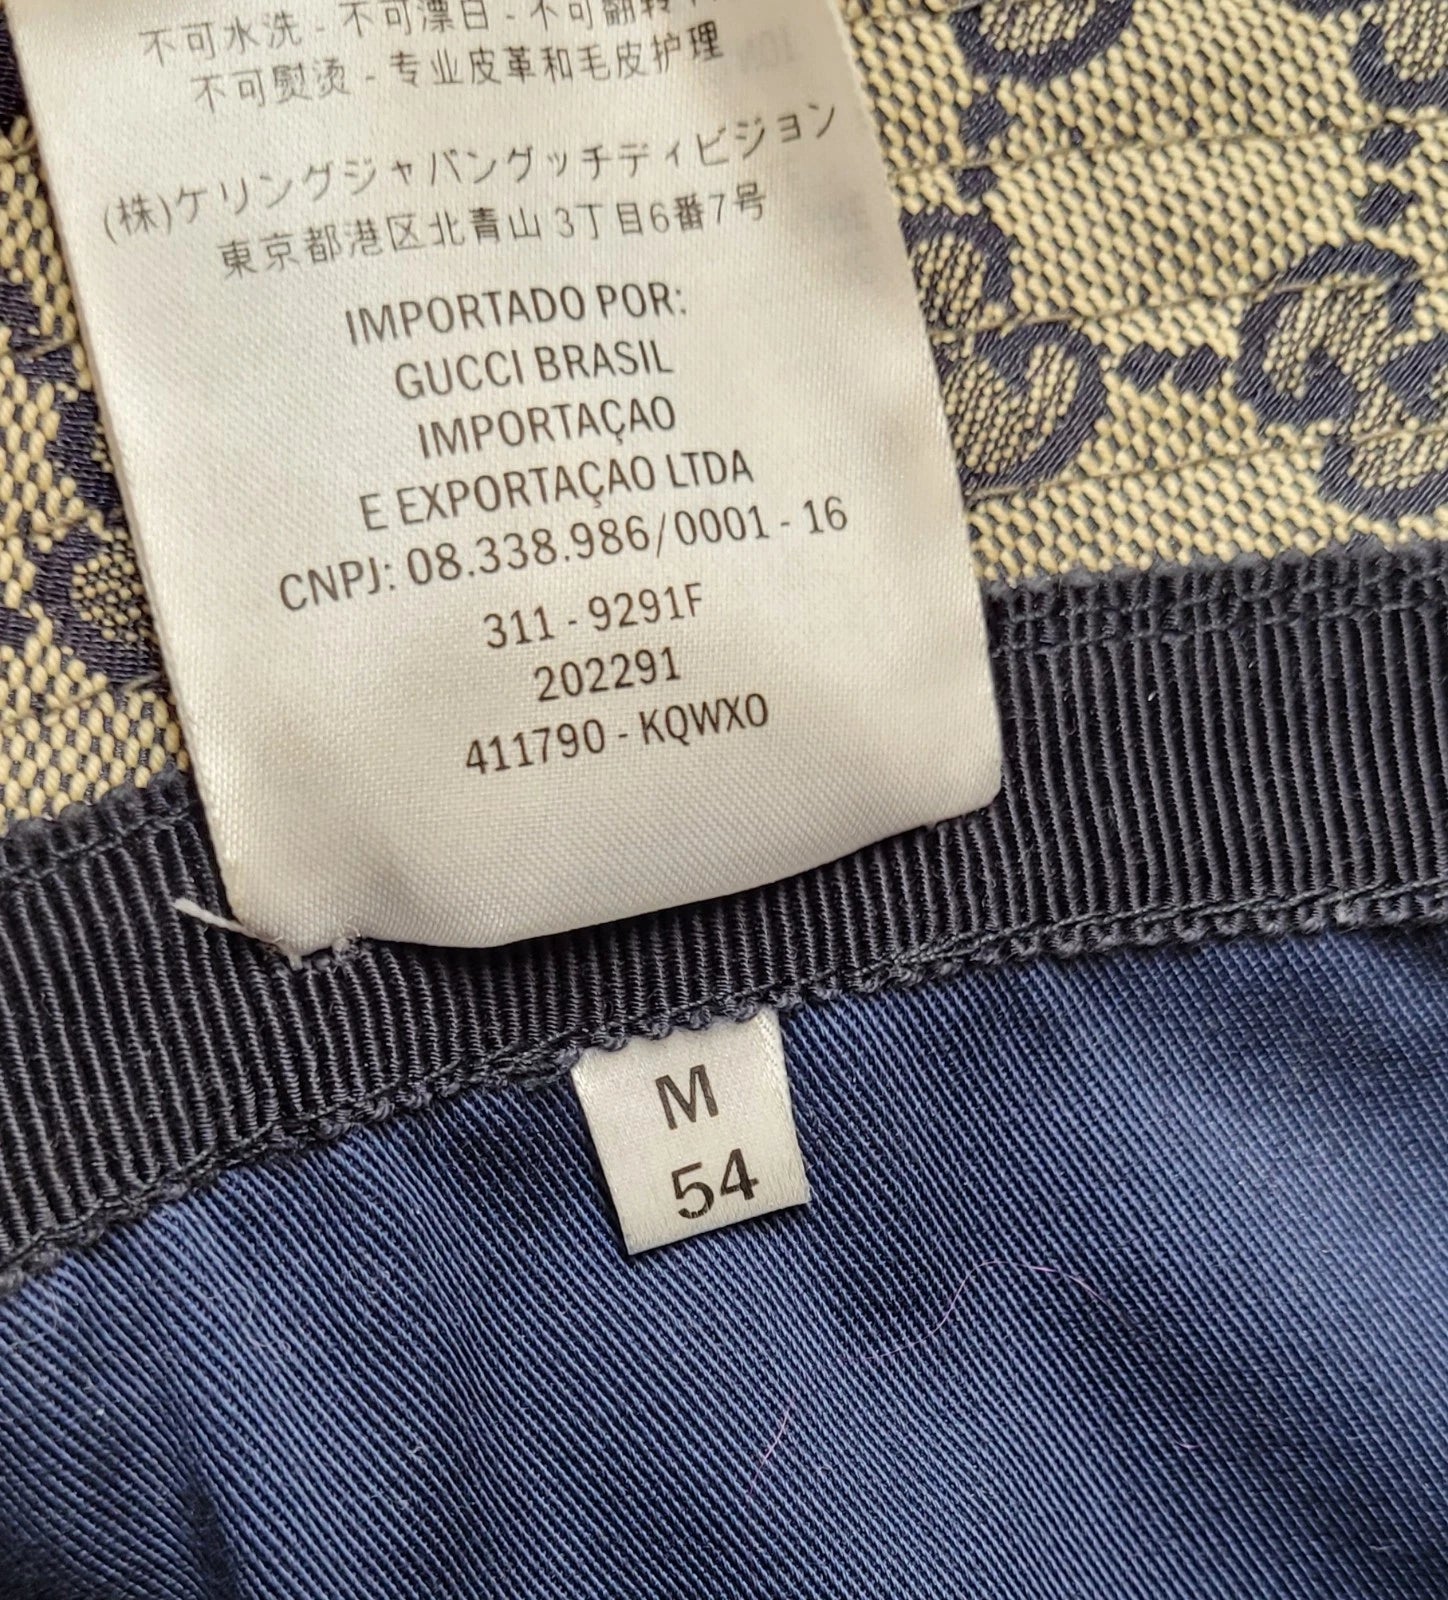 不可水洗 - 不可漂白 - 不可翻转
不可熨烫 - 专业皮革和毛皮护理
(株)ケリングジャパングッチディビジョン
東京都港区北青山 3丁目6番7号
IMPORTADO POR:
GUCCI BRASIL
IMPORTAÇAO
E EXPORTAÇAO LTDA
CNPJ: 08.338.986/0001 - 16
311 - 9291F
202291
411790 - KQWXO
M
54